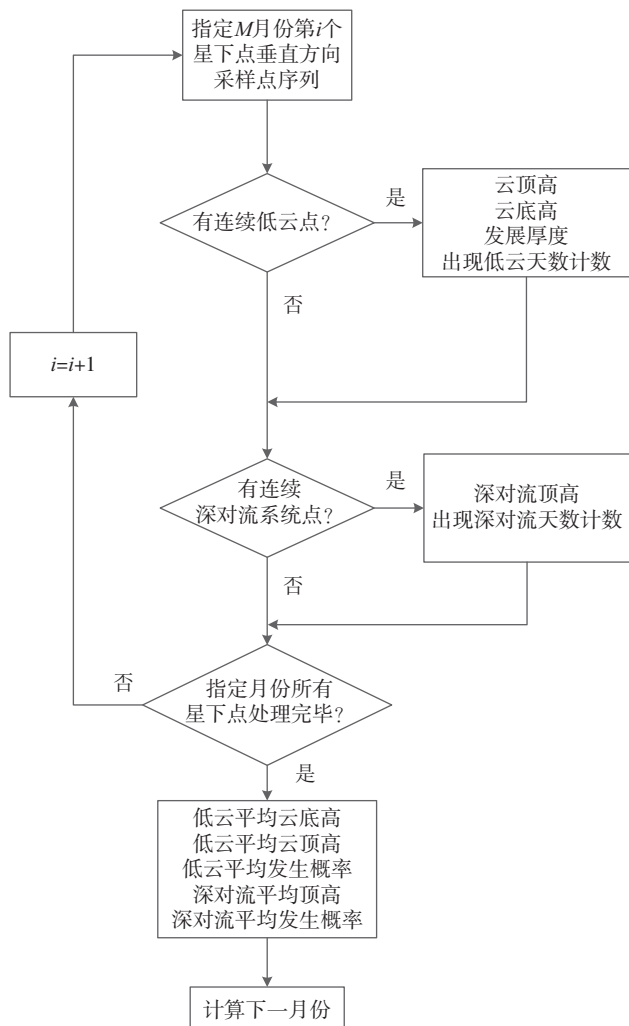 指定M月份第i个
星下点垂直方向
采样点序列
有连续低云点?
是
云顶高
云底高
发展厚度
出现低云天数计数
否
i=i+1
有连续
深对流系统点?
是
深对流顶高
出现深对流天数计数
否
指定月份所有
星下点处理完毕?
否
是
低云平均云底高
低云平均云顶高
低云平均发生概率
深对流平均顶高
深对流平均发生概率
计算下一月份